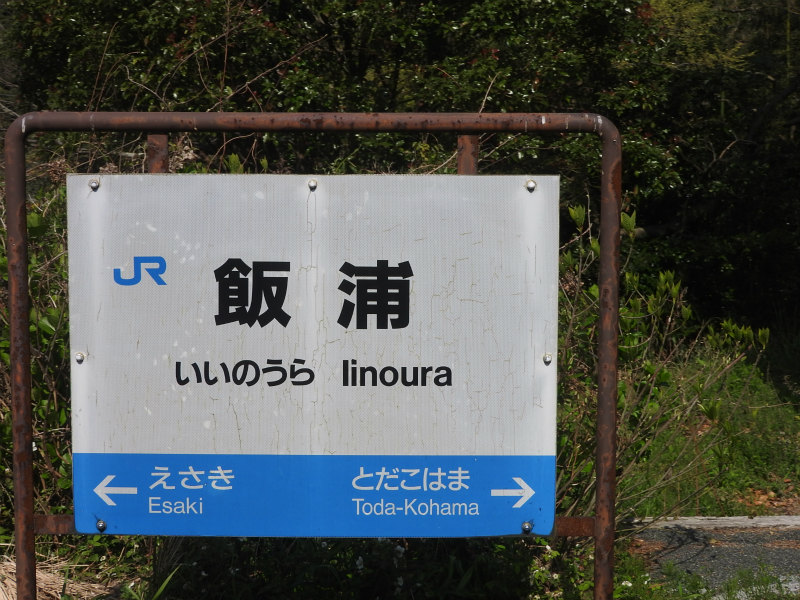 JR
飯浦
いいのうら Iinoura
← えさき
Esaki
とだこはま →
Toda-Kohama